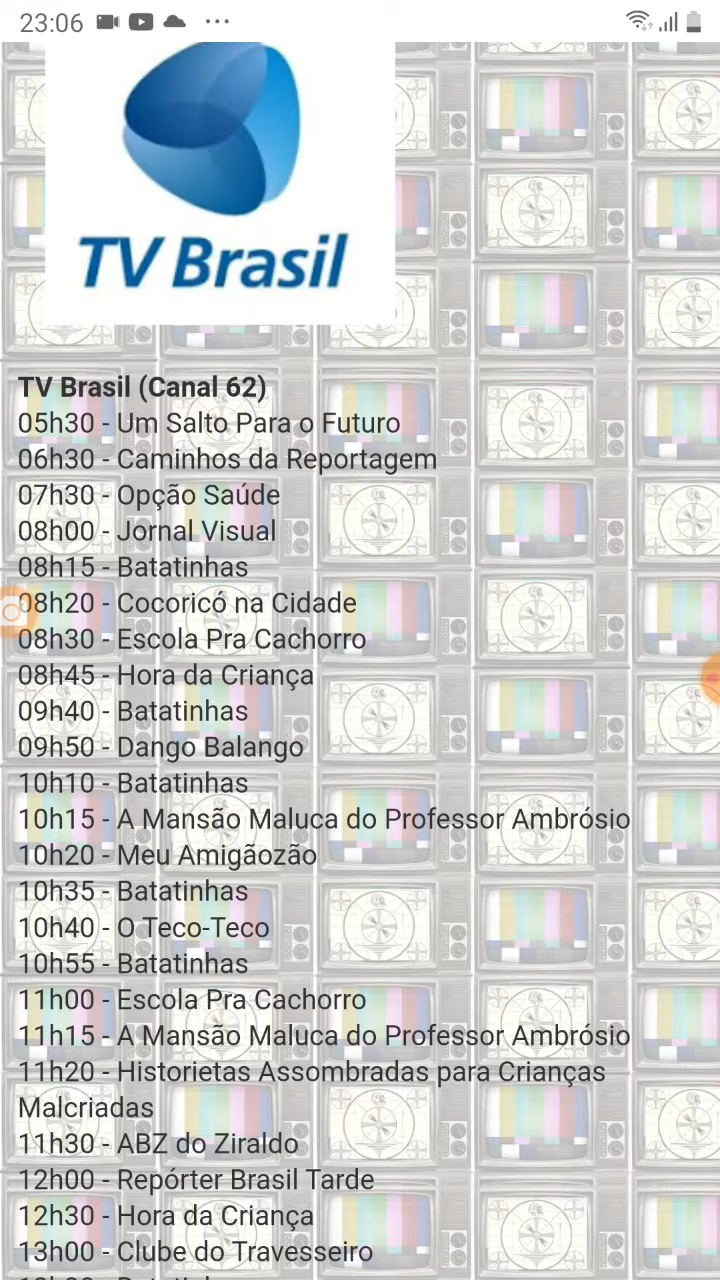 23:06
TV Brasil
TV Brasil (Canal 62)
05h30 - Um Salto Para o Futuro
06h30 - Caminhos da Reportagem
07h30 - Opção Saúde
08h00 - Jornal Visual
08h15 - Batatinhas
08h20 - Cocoricó na Cidade
08h30 - Escola Pra Cachorro
08h45 - Hora da Criança
09h40 - Batatinhas
09h50 - Dango Balango
10h10 - Batatinhas
10h15 - A Mansão Maluca do Professor Ambrósio
10h20 - Meu Amigãozão
10h35 - Batatinhas
10h40 - O Teco-Teco
10h55 - Batatinhas
11h00 - Escola Pra Cachorro
11h15 - A Mansão Maluca do Professor Ambrósio
11h20 - Historietas Assombradas para Crianças
Malcriadas
11h30 - ABZ do Ziraldo
12h00 - Repórter Brasil Tarde
12h30 - Hora da Criança
13h00 - Clube do Travesseiro